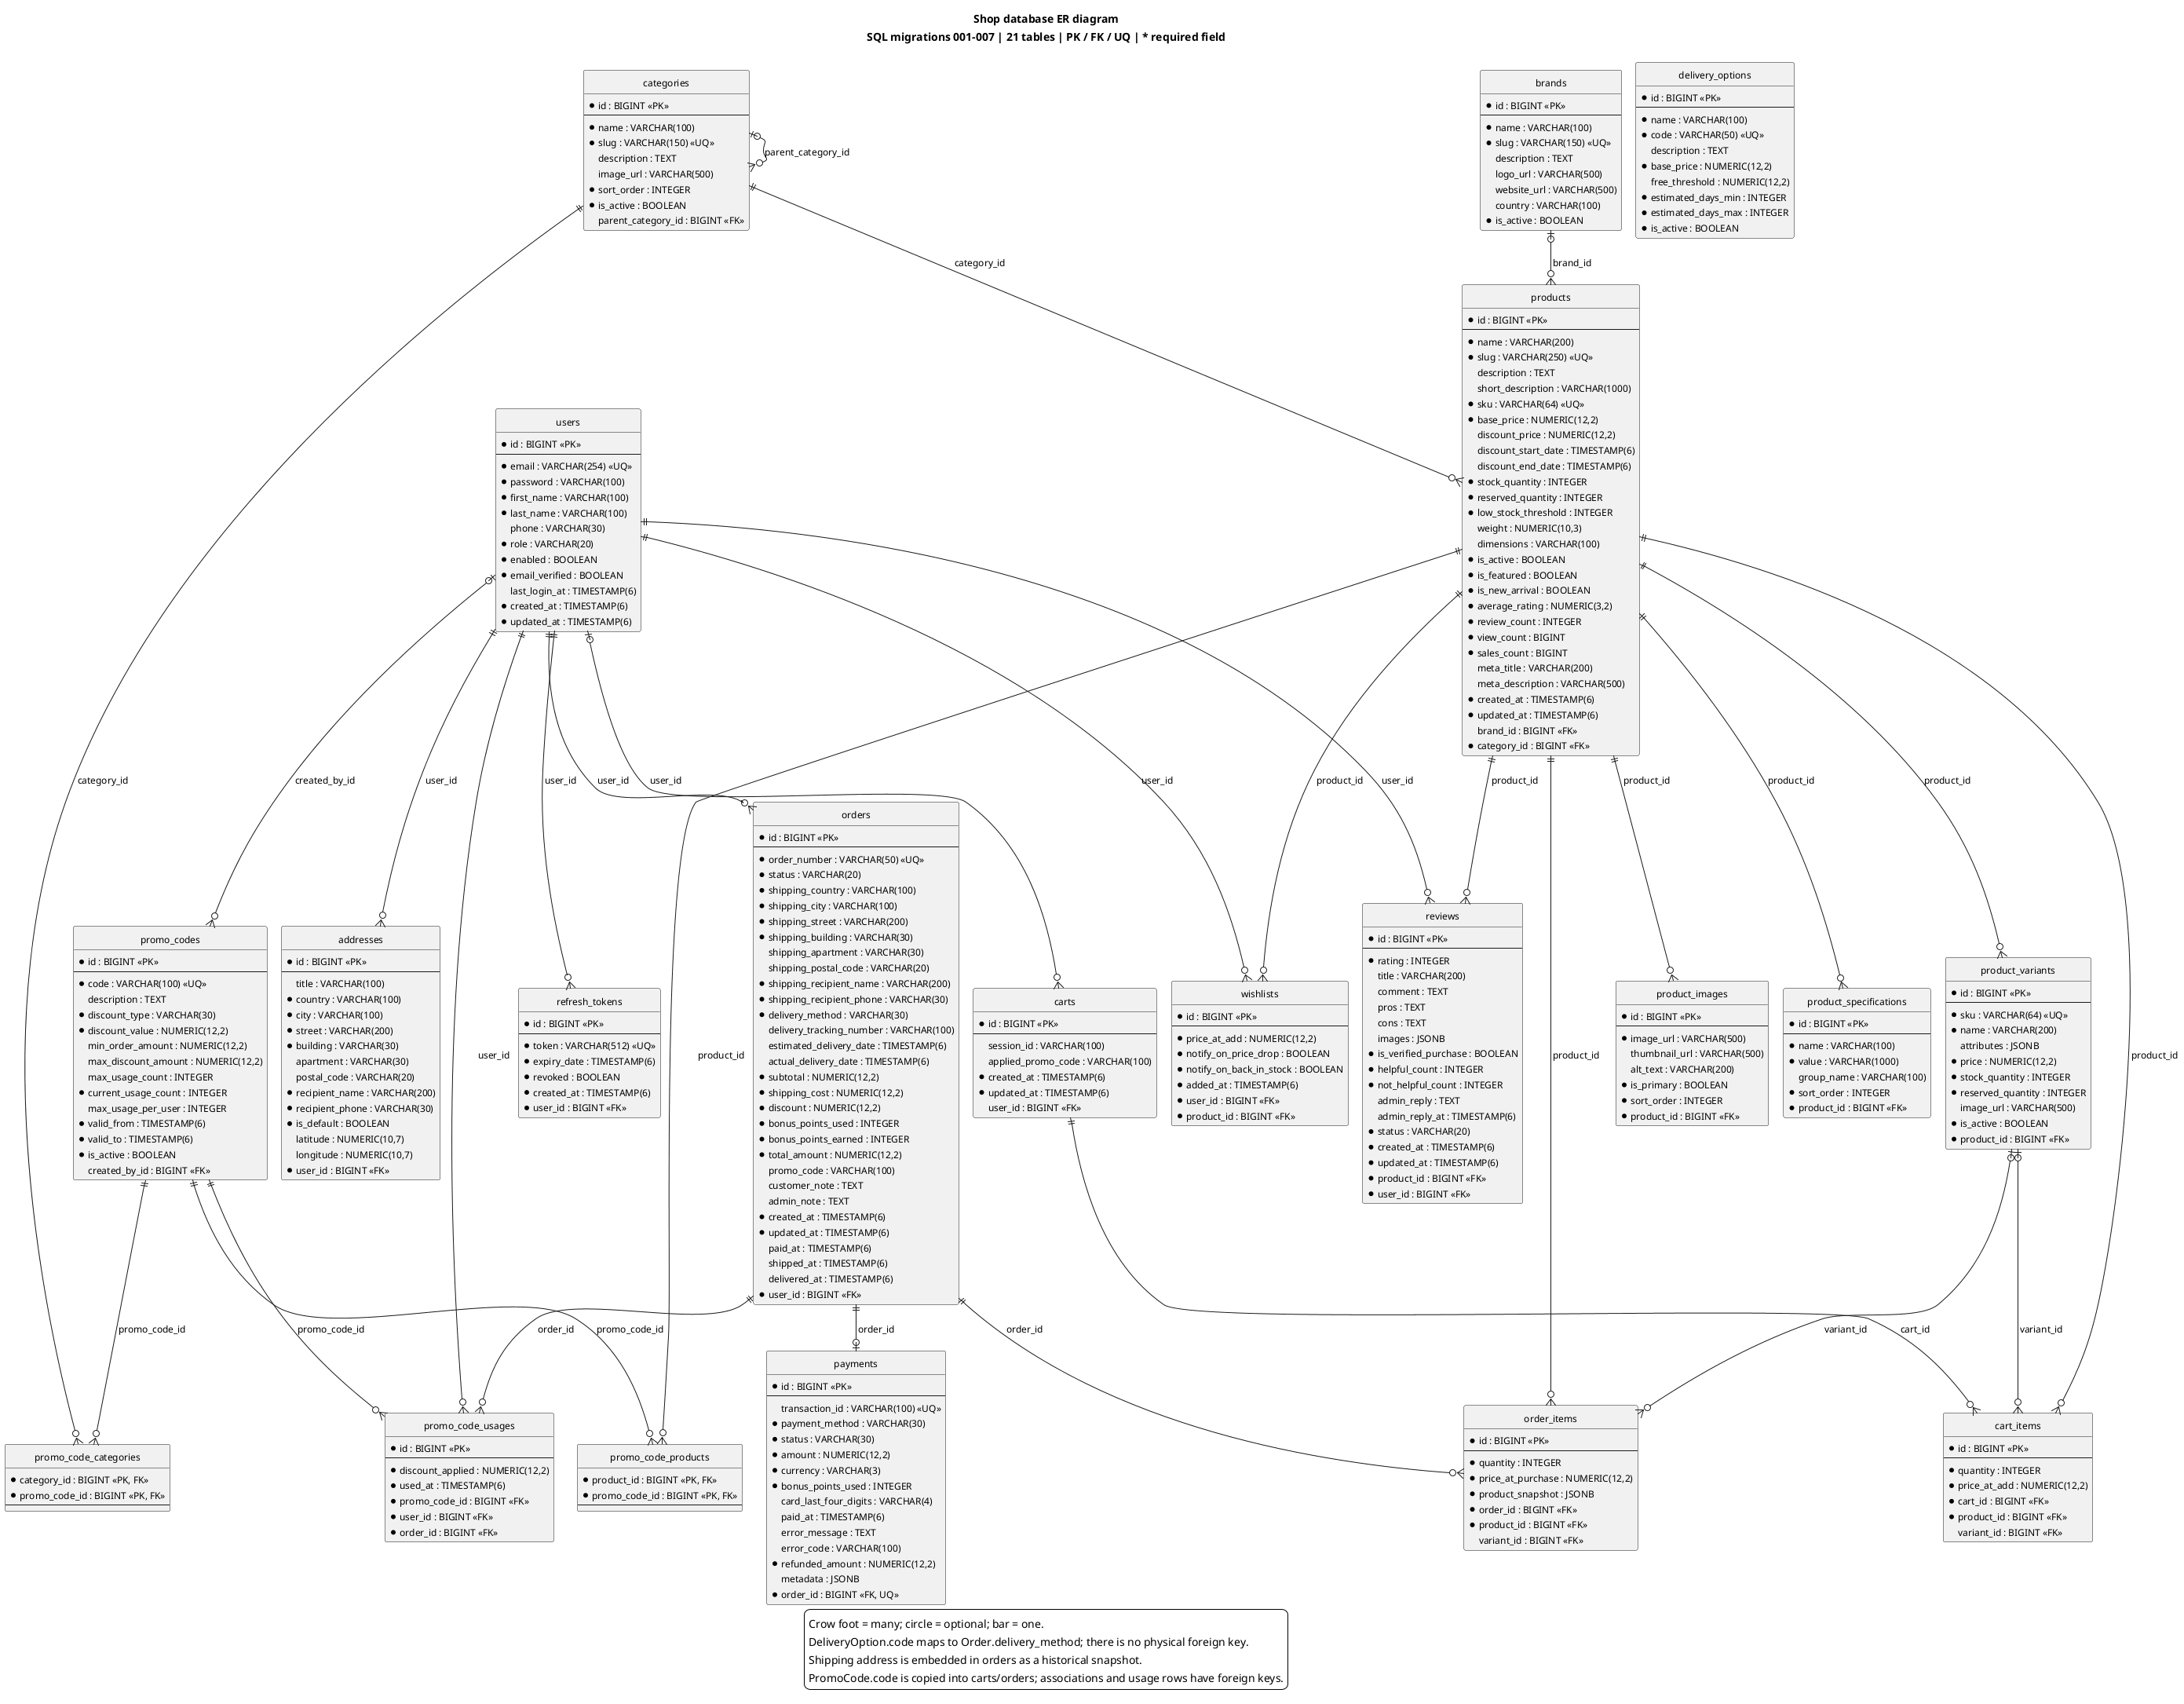 Shop database ER diagram
SQL migrations 001-007 | 21 tables | PK / FK / UQ | * required field
categories
* id : BIGINT «PK»
* name : VARCHAR(100)
* slug : VARCHAR(150) «UQ»
description : TEXT
image_url : VARCHAR(500)
* sort_order : INTEGER
* is_active : BOOLEAN
parent_category_id : BIGINT «FK»
parent_category_id
brands
* id : BIGINT «PK»
* name : VARCHAR(100)
* slug : VARCHAR(150) «UQ»
description : TEXT
logo_url : VARCHAR(500)
website_url : VARCHAR(500)
country : VARCHAR(100)
* is_active : BOOLEAN
delivery_options
* id : BIGINT «PK»
* name : VARCHAR(100)
* code : VARCHAR(50) «UQ»
description : TEXT
* base_price : NUMERIC(12,2)
free_threshold : NUMERIC(12,2)
* estimated_days_min : INTEGER
* estimated_days_max : INTEGER
* is_active : BOOLEAN
category_id
brand_id
products
* id : BIGINT «PK»
* name : VARCHAR(200)
* slug : VARCHAR(250) «UQ»
description : TEXT
short_description : VARCHAR(1000)
* sku : VARCHAR(64) «UQ»
* base_price : NUMERIC(12,2)
discount_price : NUMERIC(12,2)
discount_start_date : TIMESTAMP(6)
discount_end_date : TIMESTAMP(6)
* stock_quantity : INTEGER
* reserved_quantity : INTEGER
* low_stock_threshold : INTEGER
weight : NUMERIC(10,3)
dimensions : VARCHAR(100)
* is_active : BOOLEAN
* is_featured : BOOLEAN
* is_new_arrival : BOOLEAN
* average_rating : NUMERIC(3,2)
* review_count : INTEGER
* view_count : BIGINT
* sales_count : BIGINT
meta_title : VARCHAR(200)
meta_description : VARCHAR(500)
* created_at : TIMESTAMP(6)
* updated_at : TIMESTAMP(6)
brand_id : BIGINT «FK»
* category_id : BIGINT «FK»
users
* id : BIGINT «PK»
* email : VARCHAR(254) «UQ»
* password : VARCHAR(100)
* first_name : VARCHAR(100)
* last_name : VARCHAR(100)
phone : VARCHAR(30)
* role : VARCHAR(20)
* enabled : BOOLEAN
* email_verified : BOOLEAN
last_login_at : TIMESTAMP(6)
* created_at : TIMESTAMP(6)
* updated_at : TIMESTAMP(6)
category_id
created_by_id
user_id
user_id
user_id
user_id
user_id
product_id
user_id
product_id
product_id
product_id
product_id
promo_codes
* id : BIGINT «PK»
* code : VARCHAR(100) «UQ»
description : TEXT
* discount_type : VARCHAR(30)
* discount_value : NUMERIC(12,2)
min_order_amount : NUMERIC(12,2)
max_discount_amount : NUMERIC(12,2)
max_usage_count : INTEGER
* current_usage_count : INTEGER
max_usage_per_user : INTEGER
* valid_from : TIMESTAMP(6)
* valid_to : TIMESTAMP(6)
* is_active : BOOLEAN
created_by_id : BIGINT «FK»
addresses
* id : BIGINT «PK»
title : VARCHAR(100)
* country : VARCHAR(100)
* city : VARCHAR(100)
* street : VARCHAR(200)
* building : VARCHAR(30)
apartment : VARCHAR(30)
postal_code : VARCHAR(20)
* recipient_name : VARCHAR(200)
* recipient_phone : VARCHAR(30)
* is_default : BOOLEAN
latitude : NUMERIC(10,7)
longitude : NUMERIC(10,7)
* user_id : BIGINT «FK»
user_id
refresh_tokens
* id : BIGINT «PK»
* token : VARCHAR(512) «UQ»
* expiry_date : TIMESTAMP(6)
* revoked : BOOLEAN
* created_at : TIMESTAMP(6)
* user_id : BIGINT «FK»
product_id
orders
* id : BIGINT «PK»
* order_number : VARCHAR(50) «UQ»
* status : VARCHAR(20)
* shipping_country : VARCHAR(100)
* shipping_city : VARCHAR(100)
* shipping_street : VARCHAR(200)
* shipping_building : VARCHAR(30)
shipping_apartment : VARCHAR(30)
shipping_postal_code : VARCHAR(20)
* shipping_recipient_name : VARCHAR(200)
* shipping_recipient_phone : VARCHAR(30)
* delivery_method : VARCHAR(30)
delivery_tracking_number : VARCHAR(100)
estimated_delivery_date : TIMESTAMP(6)
actual_delivery_date : TIMESTAMP(6)
* subtotal : NUMERIC(12,2)
* shipping_cost : NUMERIC(12,2)
* discount : NUMERIC(12,2)
* bonus_points_used : INTEGER
* bonus_points_earned : INTEGER
* total_amount : NUMERIC(12,2)
promo_code : VARCHAR(100)
customer_note : TEXT
admin_note : TEXT
* created_at : TIMESTAMP(6)
* updated_at : TIMESTAMP(6)
paid_at : TIMESTAMP(6)
shipped_at : TIMESTAMP(6)
delivered_at : TIMESTAMP(6)
* user_id : BIGINT «FK»
carts
* id : BIGINT «PK»
session_id : VARCHAR(100)
applied_promo_code : VARCHAR(100)
* created_at : TIMESTAMP(6)
* updated_at : TIMESTAMP(6)
user_id : BIGINT «FK»
wishlists
* id : BIGINT «PK»
* price_at_add : NUMERIC(12,2)
* notify_on_price_drop : BOOLEAN
* notify_on_back_in_stock : BOOLEAN
* added_at : TIMESTAMP(6)
* user_id : BIGINT «FK»
* product_id : BIGINT «FK»
reviews
* id : BIGINT «PK»
* rating : INTEGER
title : VARCHAR(200)
comment : TEXT
pros : TEXT
cons : TEXT
images : JSONB
* is_verified_purchase : BOOLEAN
* helpful_count : INTEGER
* not_helpful_count : INTEGER
admin_reply : TEXT
admin_reply_at : TIMESTAMP(6)
* status : VARCHAR(20)
* created_at : TIMESTAMP(6)
* updated_at : TIMESTAMP(6)
* product_id : BIGINT «FK»
* user_id : BIGINT «FK»
product_id
product_images
* id : BIGINT «PK»
* image_url : VARCHAR(500)
thumbnail_url : VARCHAR(500)
alt_text : VARCHAR(200)
* is_primary : BOOLEAN
* sort_order : INTEGER
* product_id : BIGINT «FK»
product_specifications
* id : BIGINT «PK»
* name : VARCHAR(100)
* value : VARCHAR(1000)
group_name : VARCHAR(100)
* sort_order : INTEGER
* product_id : BIGINT «FK»
product_variants
* id : BIGINT «PK»
* sku : VARCHAR(64) «UQ»
* name : VARCHAR(200)
attributes : JSONB
* price : NUMERIC(12,2)
* stock_quantity : INTEGER
* reserved_quantity : INTEGER
image_url : VARCHAR(500)
* is_active : BOOLEAN
* product_id : BIGINT «FK»
product_id
promo_code_id
promo_code_id
order_id
promo_code_id
order_id
order_id
variant_id
cart_id
variant_id
promo_code_categories
* category_id : BIGINT «PK, FK»
* promo_code_id : BIGINT «PK, FK»
promo_code_usages
* id : BIGINT «PK»
* discount_applied : NUMERIC(12,2)
* used_at : TIMESTAMP(6)
* promo_code_id : BIGINT «FK»
* user_id : BIGINT «FK»
* order_id : BIGINT «FK»
promo_code_products
* product_id : BIGINT «PK, FK»
* promo_code_id : BIGINT «PK, FK»
payments
* id : BIGINT «PK»
transaction_id : VARCHAR(100) «UQ»
* payment_method : VARCHAR(30)
* status : VARCHAR(30)
* amount : NUMERIC(12,2)
* currency : VARCHAR(3)
* bonus_points_used : INTEGER
card_last_four_digits : VARCHAR(4)
paid_at : TIMESTAMP(6)
error_message : TEXT
error_code : VARCHAR(100)
* refunded_amount : NUMERIC(12,2)
metadata : JSONB
* order_id : BIGINT «FK, UQ»
order_items
* id : BIGINT «PK»
* quantity : INTEGER
* price_at_purchase : NUMERIC(12,2)
* product_snapshot : JSONB
* order_id : BIGINT «FK»
* product_id : BIGINT «FK»
variant_id : BIGINT «FK»
cart_items
* id : BIGINT «PK»
* quantity : INTEGER
* price_at_add : NUMERIC(12,2)
* cart_id : BIGINT «FK»
* product_id : BIGINT «FK»
variant_id : BIGINT «FK»
Crow foot = many; circle = optional; bar = one.
DeliveryOption.code maps to Order.delivery_method; there is no physical foreign key.
Shipping address is embedded in orders as a historical snapshot.
PromoCode.code is copied into carts/orders; associations and usage rows have foreign keys.